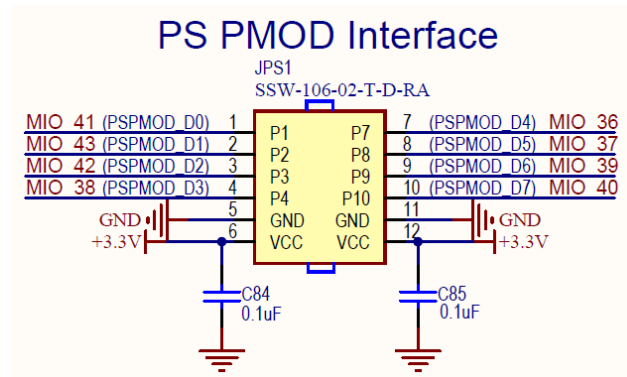 PS PMOD Interface
JPS1
SSW-106-02-T-D-RA
MIO 41 (PSPMOD_D0) 1 P1 P7 7 (PSPMOD_D4) MIO 36
MIO 43 (PSPMOD_D1) 2 P2 P8 8 (PSPMOD_D5) MIO 37
MIO 42 (PSPMOD_D2) 3 P3 P9 9 (PSPMOD_D6) MIO 39
MIO 38 (PSPMOD_D3) 4 P4 P10 10 (PSPMOD_D7) MIO 40
GND 5 GND GND 11 GND
+3.3V 6 VCC VCC 12 +3.3V
C84 C85
0.1uF 0.1uF